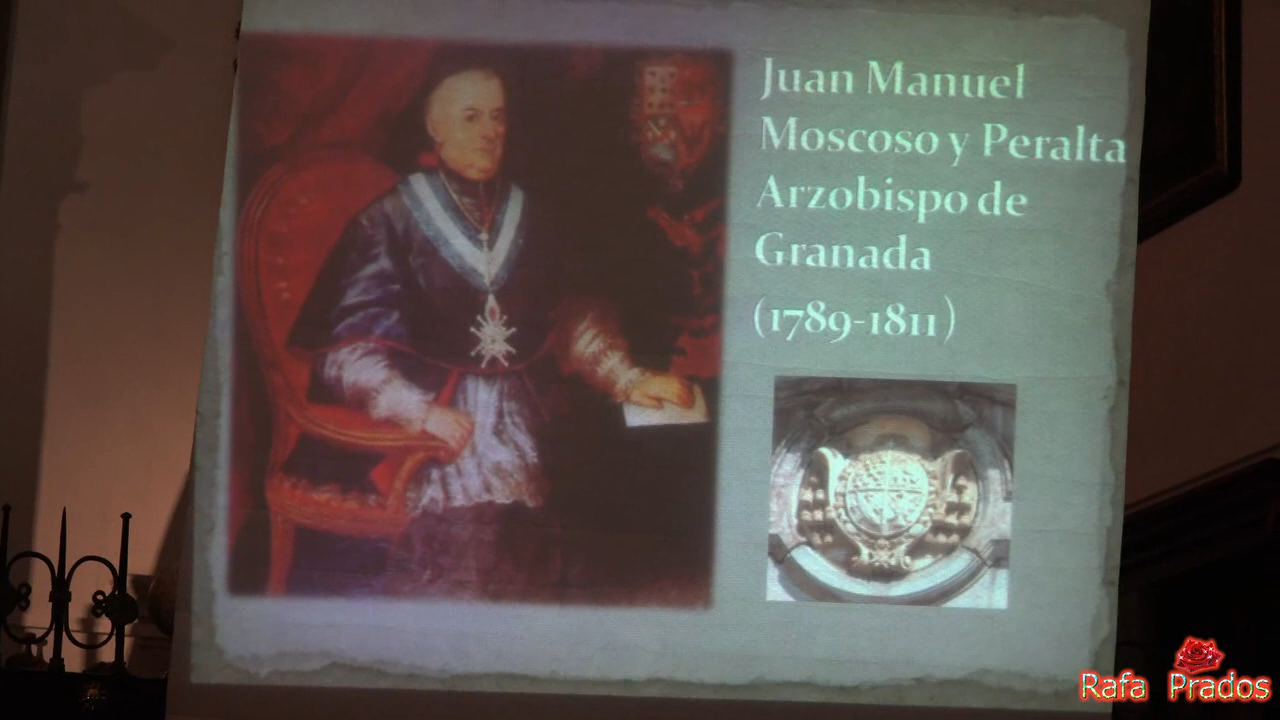 Juan Manuel
Moscoso y Peralta
Arzobispo de
Granada
(1789-1811)
Rafa Prados